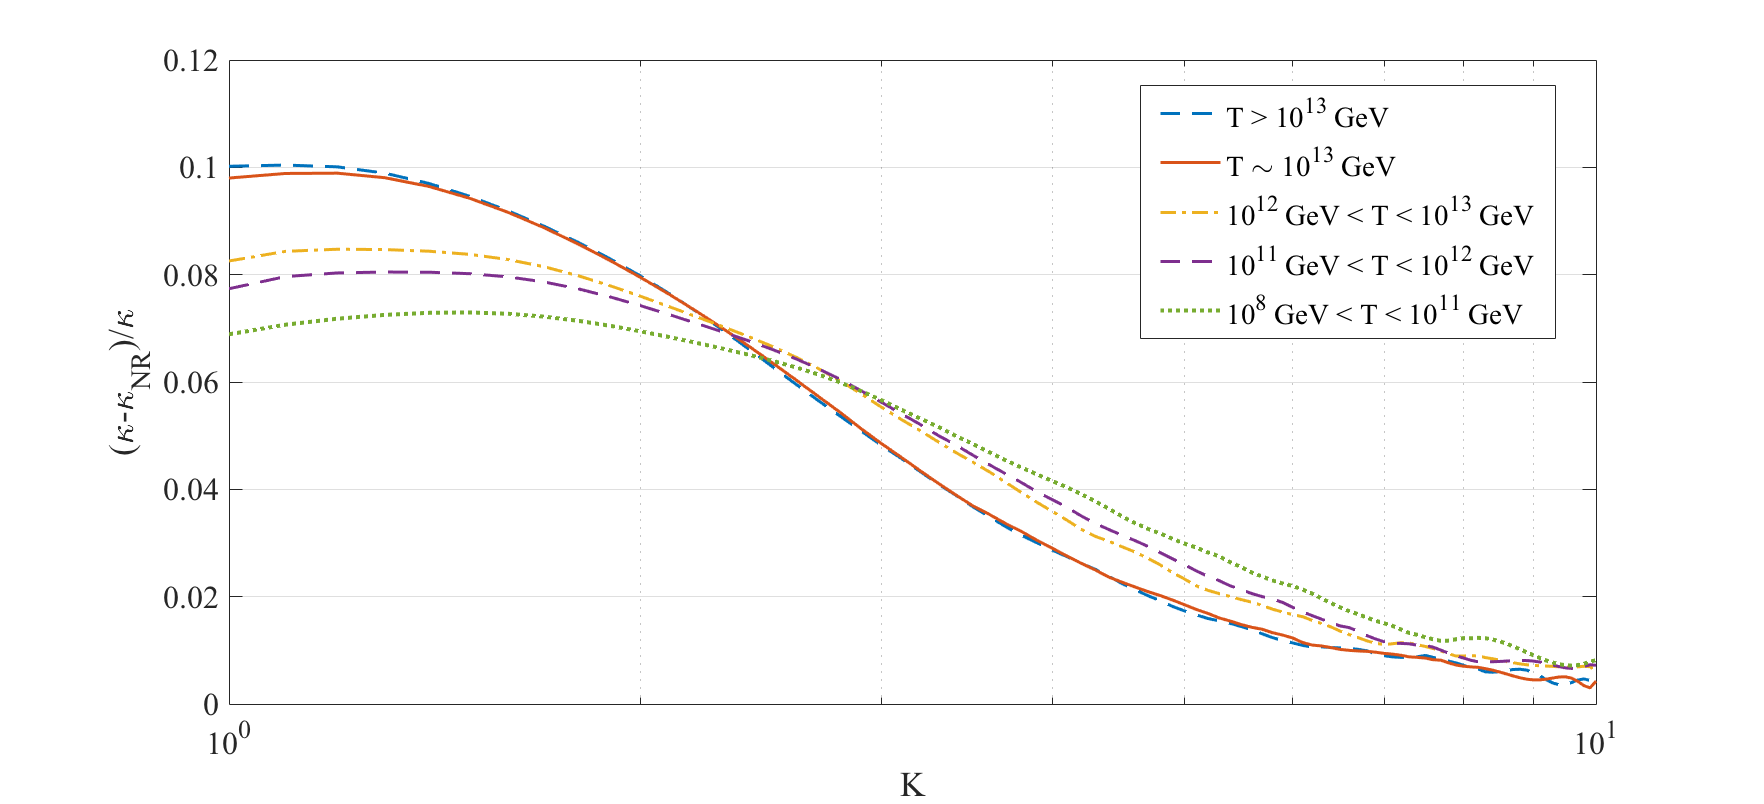 0.12
0.1
0.08
0.06
0.04
0.02
0
(κ-κ_NR)/κ
T > 10^13 GeV
T ∼ 10^13 GeV
10^12 GeV < T < 10^13 GeV
10^11 GeV < T < 10^12 GeV
10^8 GeV < T < 10^11 GeV
10^0
10^1
K